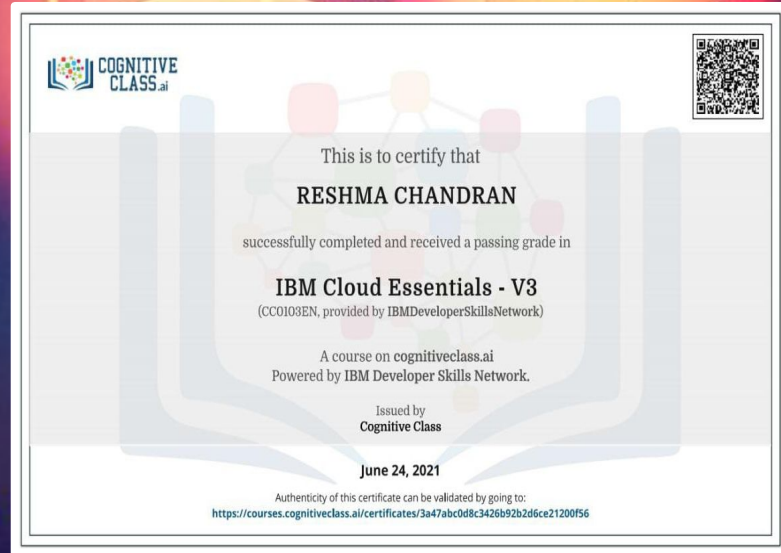 COGNITIVE
CLASS.ai
This is to certify that
RESHMA CHANDRAN
successfully completed and received a passing grade in
IBM Cloud Essentials - V3
(CC0103EN, provided by IBMDeveloperSkillsNetwork)
A course on cognitiveclass.ai
Powered by IBM Developer Skills Network.
Issued by
Cognitive Class
June 24, 2021
Authenticity of this certificate can be validated by going to:
https://courses.cognitiveclass.ai/certificates/3a47abc0d8c3426b92b2d6ce21200f56